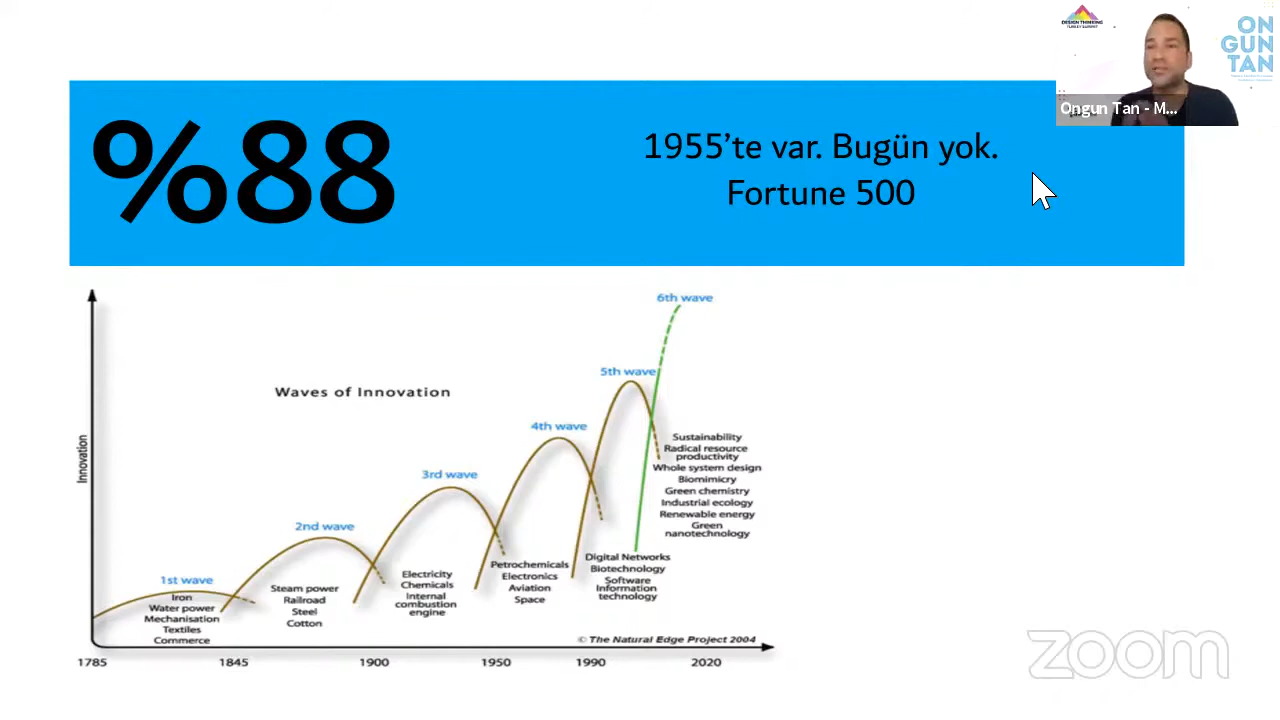 DESIGN THINKING
TURKEY SUMMIT
ON
GUN
TAN
Ongun Tan - M...
%88
1955’te var. Bugün yok.
Fortune 500
6th wave
5th wave
Waves of Innovation
4th wave
3rd wave
2nd wave
1st wave
Innovation
Iron
Water power
Mechanisation
Textiles
Commerce
Steam power
Railroad
Steel
Cotton
Electricity
Chemicals
Internal
combustion
engine
Petrochemicals
Electronics
Aviation
Space
Digital Networks
Biotechnology
Software
Information
technology
Sustainability
Radical resource
productivity
Whole system design
Biomimicry
Green chemistry
Industrial ecology
Renewable energy
Green
nanotechnology
© The Natural Edge Project 2004
1785 1845 1900 1950 1990 2020
zoom